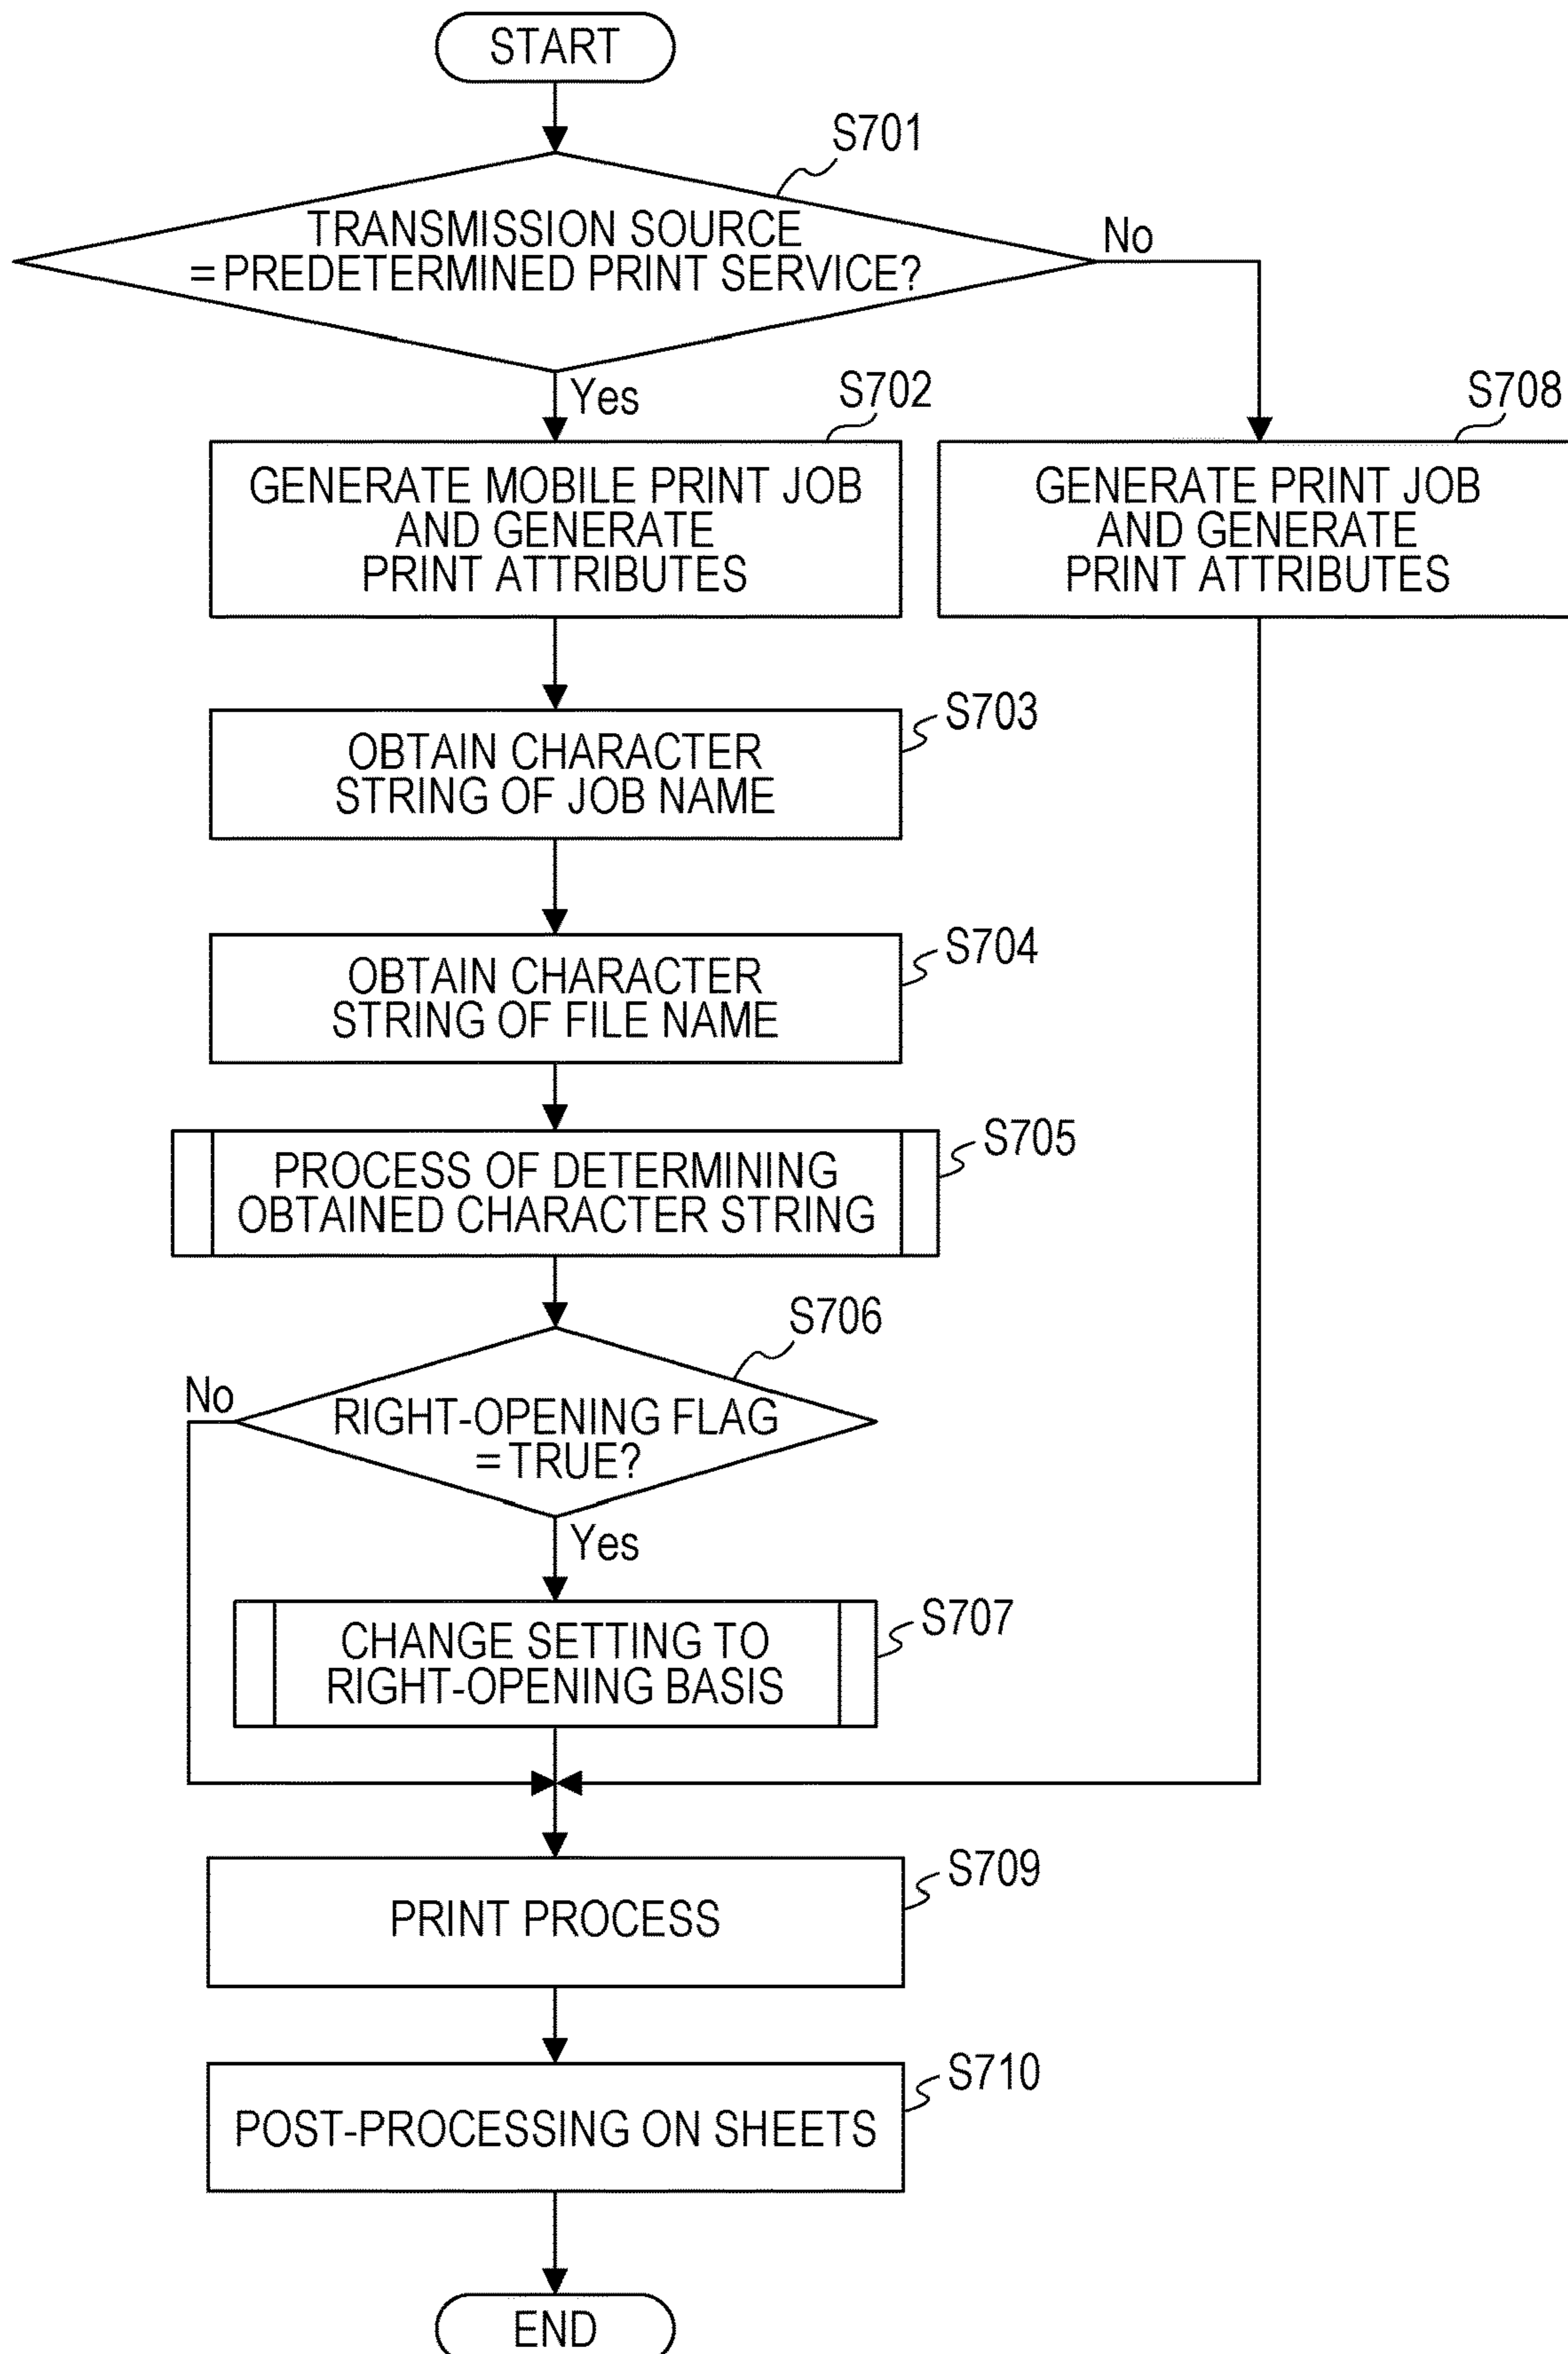 START
S701
TRANSMISSION SOURCE
= PREDETERMINED PRINT SERVICE?
No
Yes
S702
GENERATE MOBILE PRINT JOB
AND GENERATE
PRINT ATTRIBUTES
S708
GENERATE PRINT JOB
AND GENERATE
PRINT ATTRIBUTES
S703
OBTAIN CHARACTER
STRING OF JOB NAME
S704
OBTAIN CHARACTER
STRING OF FILE NAME
S705
PROCESS OF DETERMINING
OBTAINED CHARACTER STRING
S706
No
RIGHT-OPENING FLAG
= TRUE?
Yes
S707
CHANGE SETTING TO
RIGHT-OPENING BASIS
S709
PRINT PROCESS
S710
POST-PROCESSING ON SHEETS
END